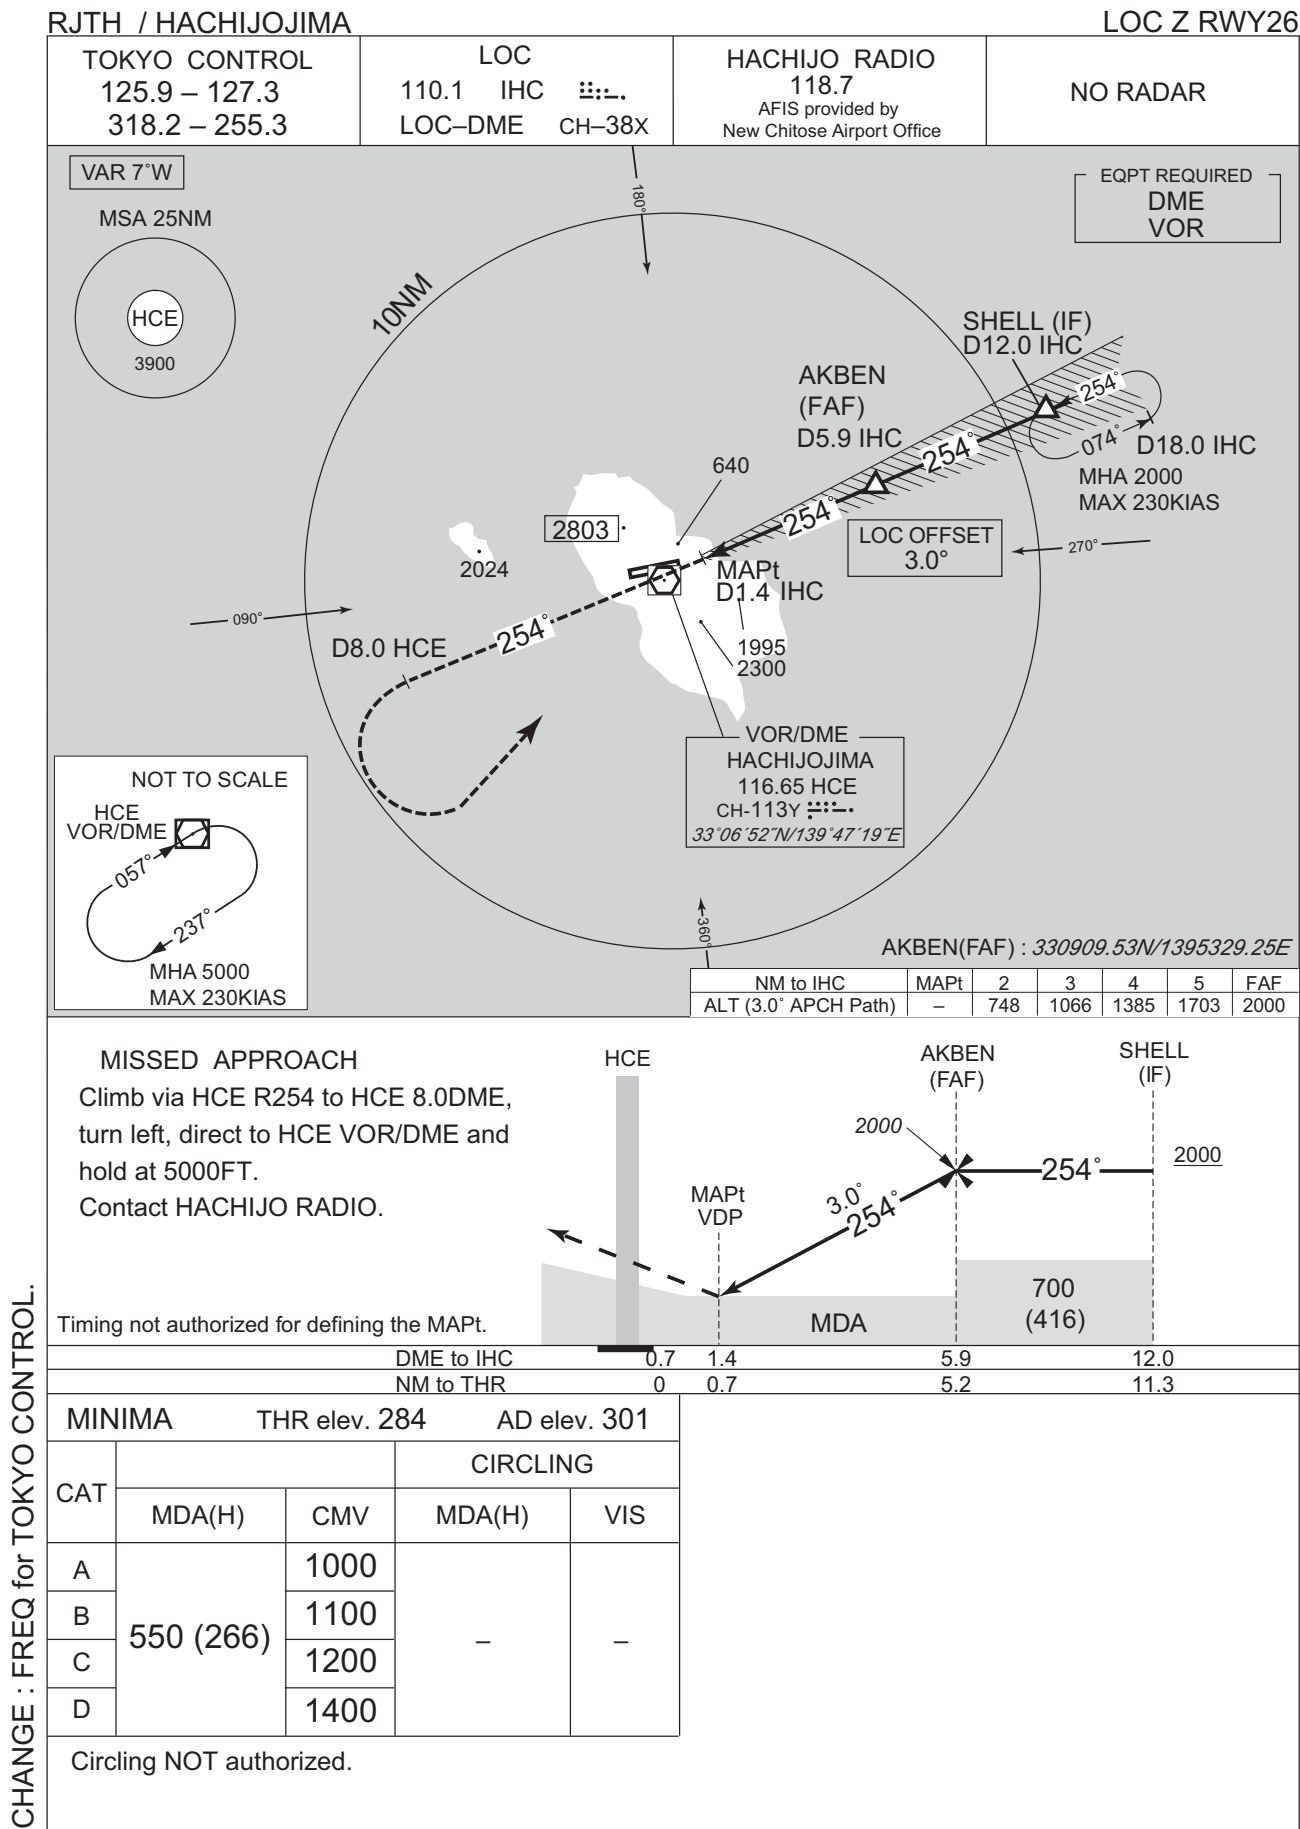 RJTH / HACHIJOJIMA
LOC Z RWY26
TOKYO CONTROL
125.9 – 127.3
318.2 – 255.3
LOC
110.1 IHC
LOC–DME CH–38X
HACHIJO RADIO
118.7
AFIS provided by
New Chitose Airport Office
NO RADAR
VAR 7°W
MSA 25NM
HCE
3900
180°
10NM
EQPT REQUIRED
DME
VOR
SHELL (IF)
D12.0 IHC
AKBEN
(FAF)
D5.9 IHC
254°
254°
254°
074°
D18.0 IHC
MHA 2000
MAX 230KIAS
640
2803
2024
LOC OFFSET
3.0°
270°
MAPt
D1.4 IHC
1995
2300
090°
D8.0 HCE
254°
VOR/DME
HACHIJOJIMA
116.65 HCE
CH-113Y
33°06´52˝N/139°47´19˝E
NOT TO SCALE
HCE
VOR/DME
057°
237°
MHA 5000
MAX 230KIAS
360°
AKBEN(FAF) : 330909.53N/1395329.25E
NM to IHC MAPt 2 3 4 5 FAF
ALT (3.0° APCH Path) – 748 1066 1385 1703 2000
MISSED APPROACH
Climb via HCE R254 to HCE 8.0DME,
turn left, direct to HCE VOR/DME and
hold at 5000FT.
Contact HACHIJO RADIO.
HCE
AKBEN
(FAF)
SHELL
(IF)
2000
254°
2000
MAPt
VDP
3.0°
254°
700
(416)
MDA
Timing not authorized for defining the MAPt.
DME to IHC 0.7 1.4 5.9 12.0
NM to THR 0 0.7 5.2 11.3
MINIMA THR elev. 284 AD elev. 301
CAT
CIRCLING
MDA(H) CMV MDA(H) VIS
A 1000
B 1100
550 (266) – –
C 1200
D 1400
Circling NOT authorized.
CHANGE : FREQ for TOKYO CONTROL.